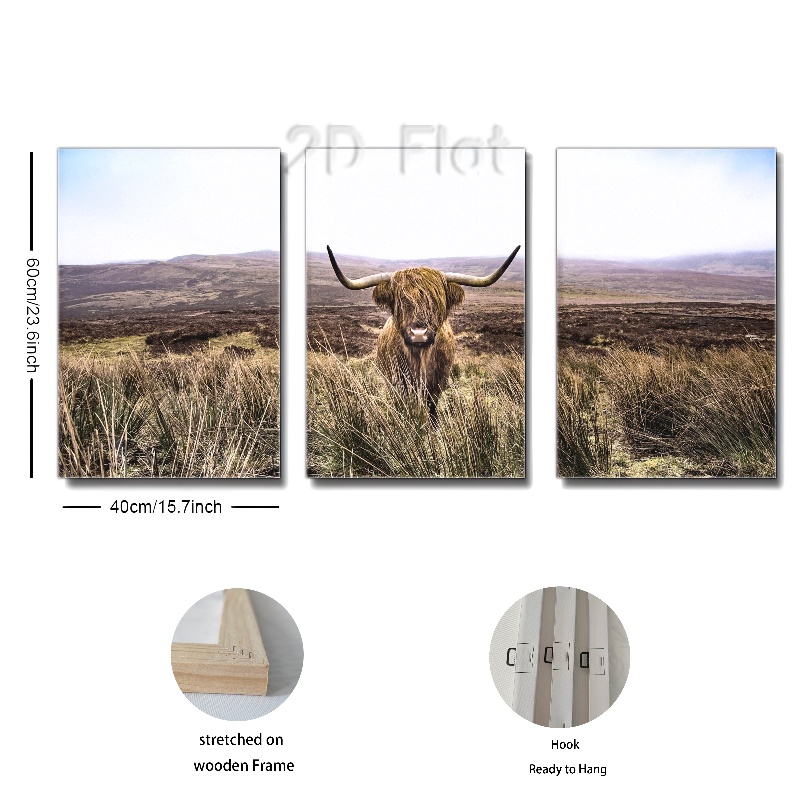 2D Flat
60cm/23.6inch
40cm/15.7inch
stretched on
wooden Frame
Hook
Ready to Hang